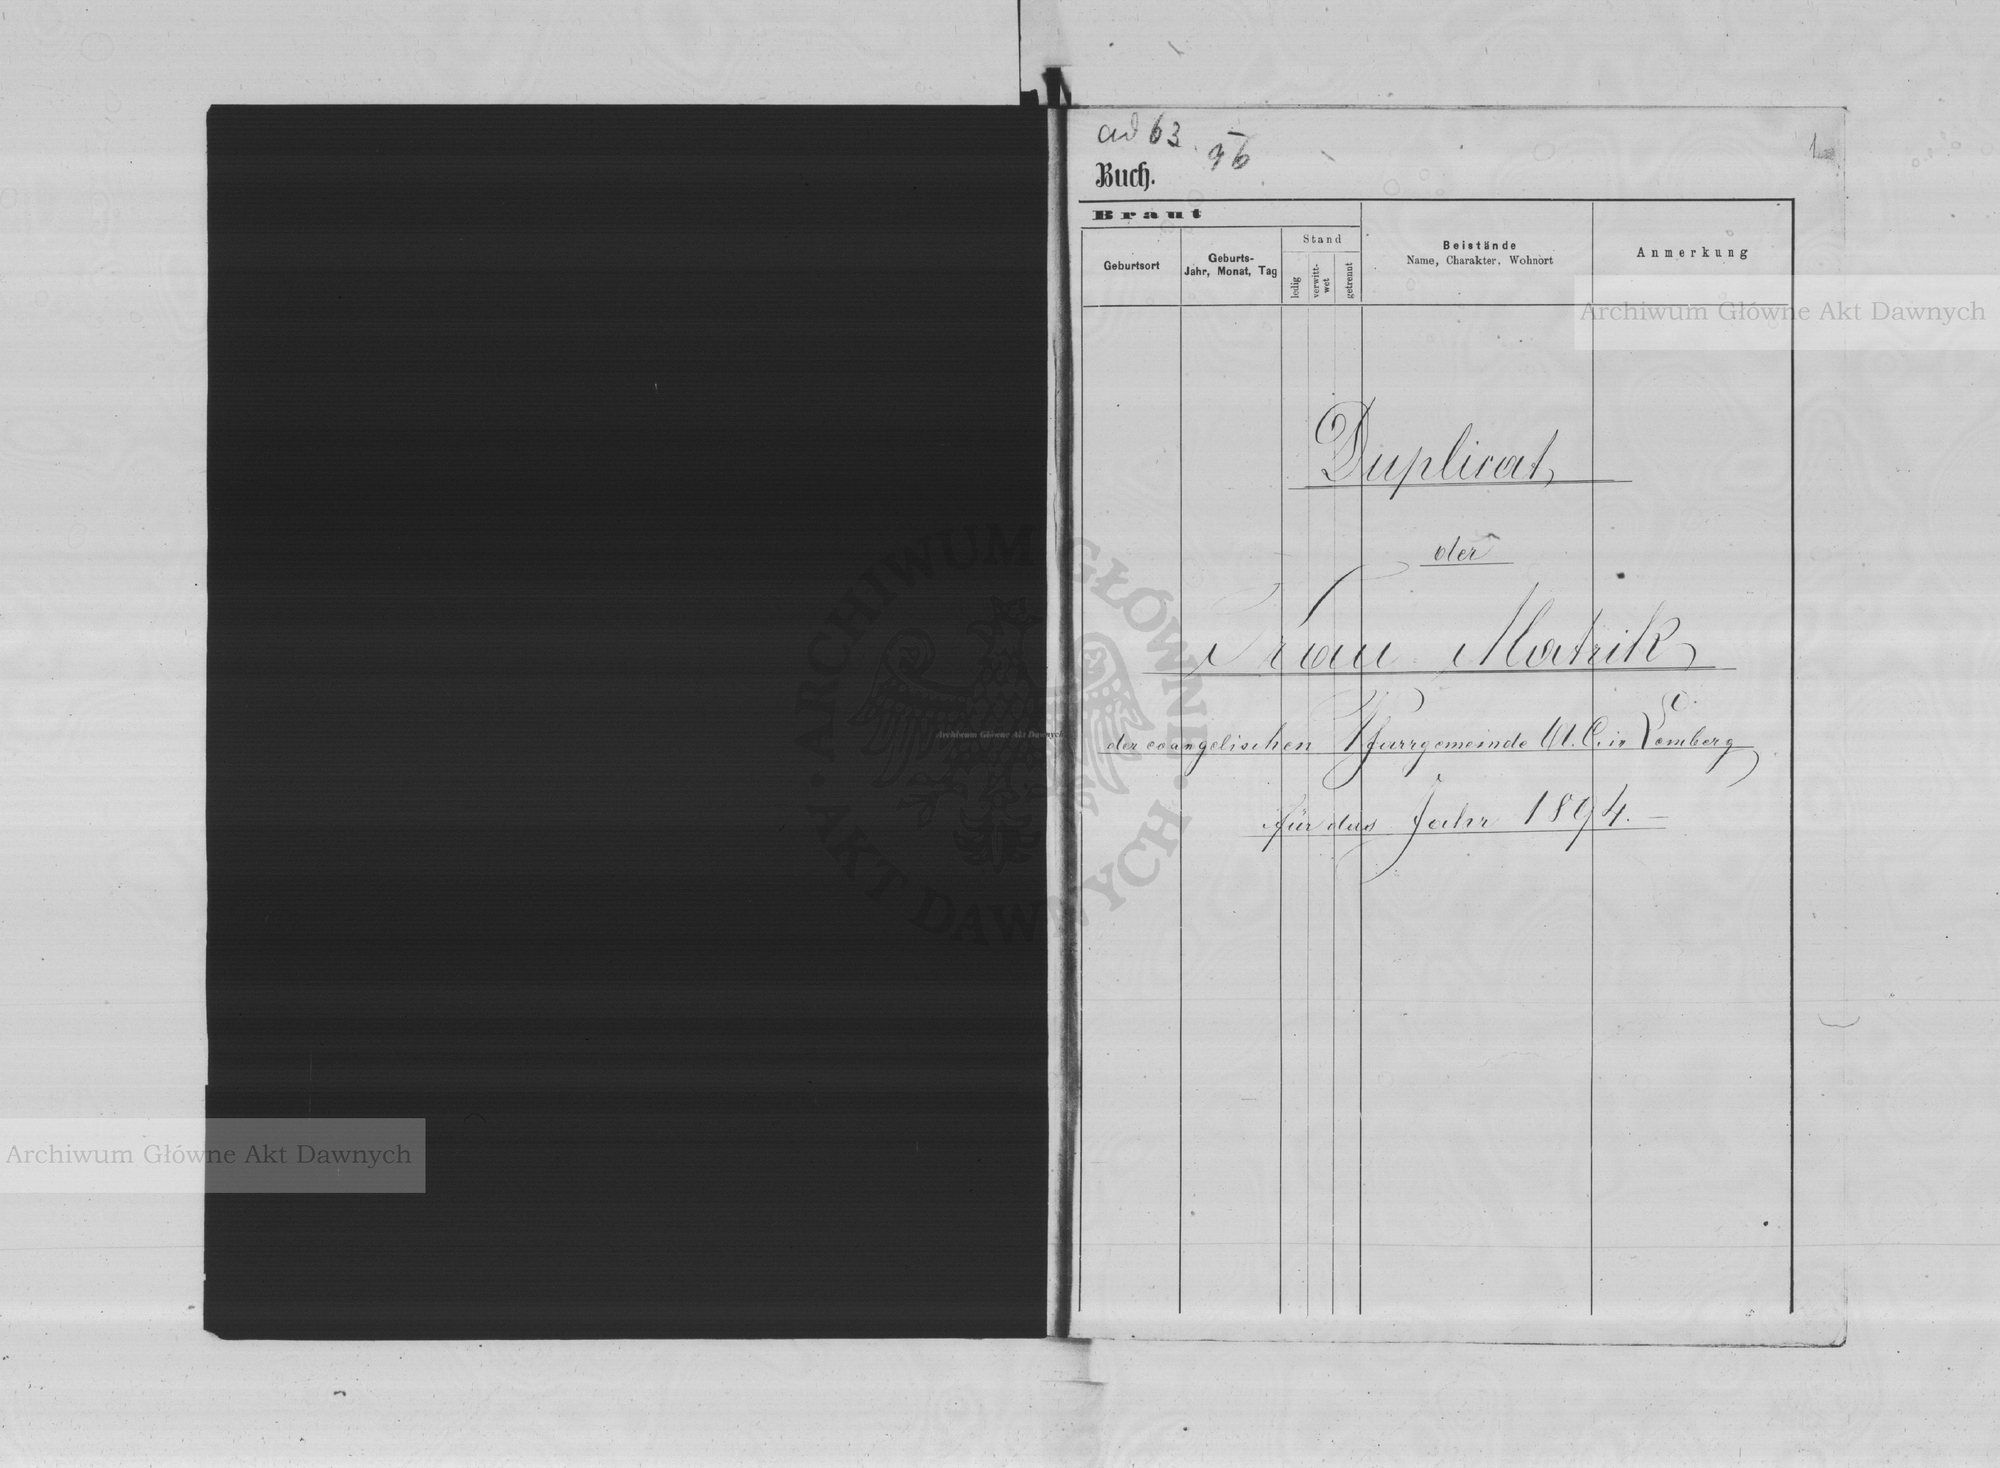 ad 63
96
1
Buch.
Braut
Stand
Geburtsort
Geburts-
Jahr, Monat, Tag
ledig
verwitt-
wet
getrennt
Beistände
Name, Charakter, Wohnort
Anmerkung
Archiwum Główne Akt Dawnych
Duplicat
der
Trau-Matrik
der evangelischen Pfarrgemeinde A. C. in Lemberg
für das Jahr 1894.
ARCHIWUM GŁÓWNE
AKT DAWNYCH
Archiwum Główne Akt Dawnych
Archiwum Główne Akt Dawnych